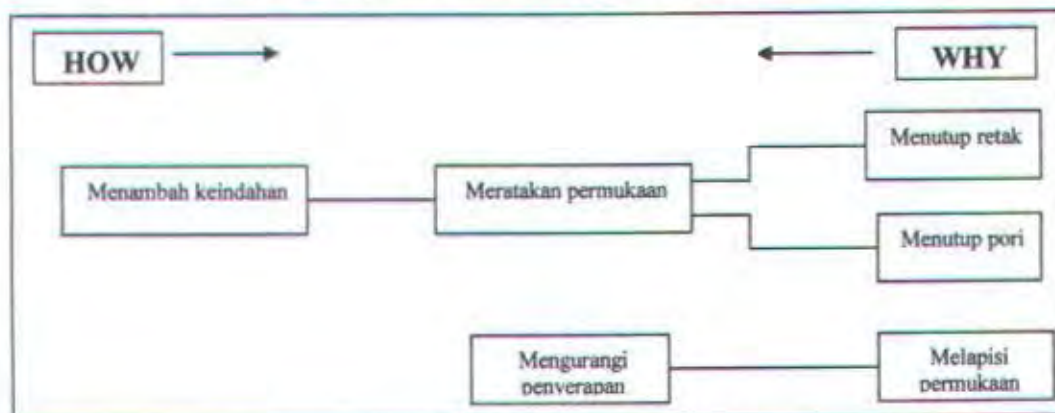 HOW
WHY
Menutup retak
Menambah keindahan
Meratakan permukaan
Menutup pori
Mengurangi
penyerapan
Melapisi
permukaan